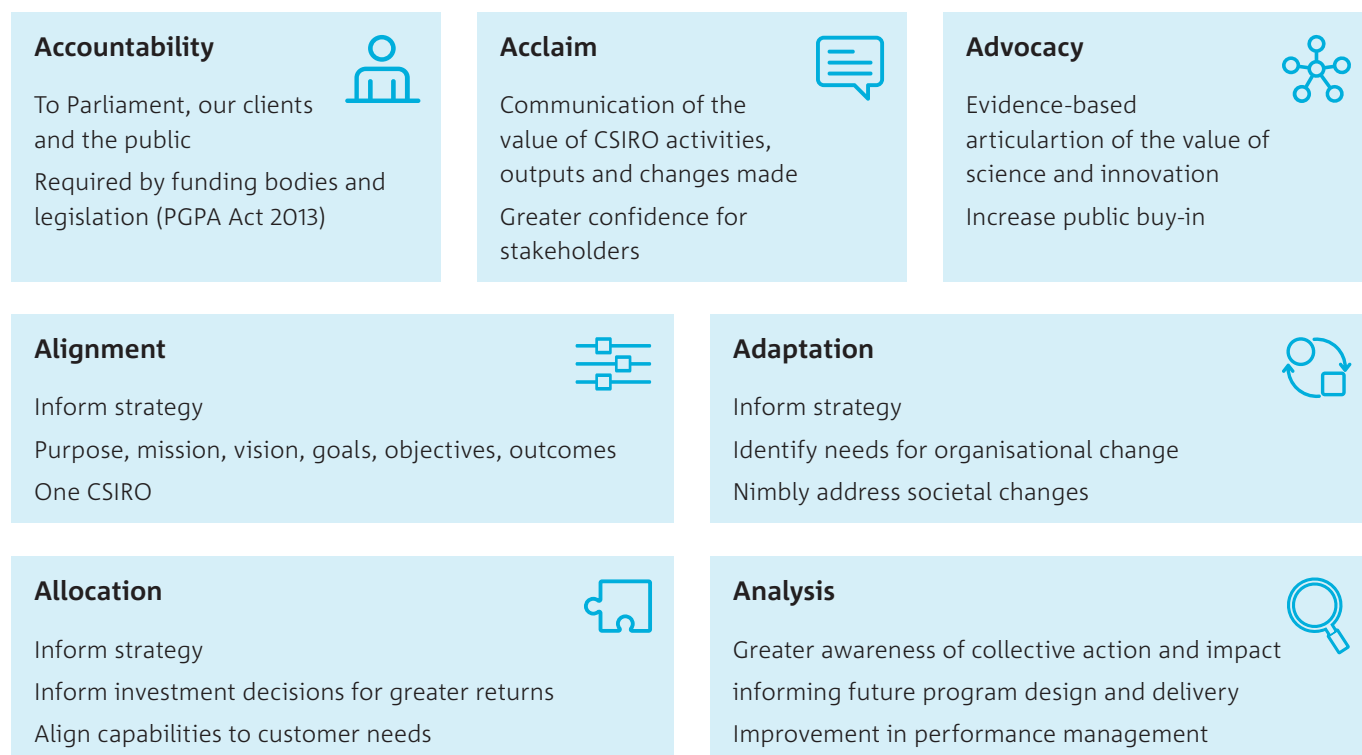 Accountability
To Parliament, our clients
and the public
Required by funding bodies and
legislation (PGPA Act 2013)
Acclaim
Communication of the
value of CSIRO activities,
outputs and changes made
Greater confidence for
stakeholders
Advocacy
Evidence-based
articulartion of the value of
science and innovation
Increase public buy-in
Alignment
Inform strategy
Purpose, mission, vision, goals, objectives, outcomes
One CSIRO
Adaptation
Inform strategy
Identify needs for organisational change
Nimbly address societal changes
Allocation
Inform strategy
Inform investment decisions for greater returns
Align capabilities to customer needs
Analysis
Greater awareness of collective action and impact
informing future program design and delivery
Improvement in performance management